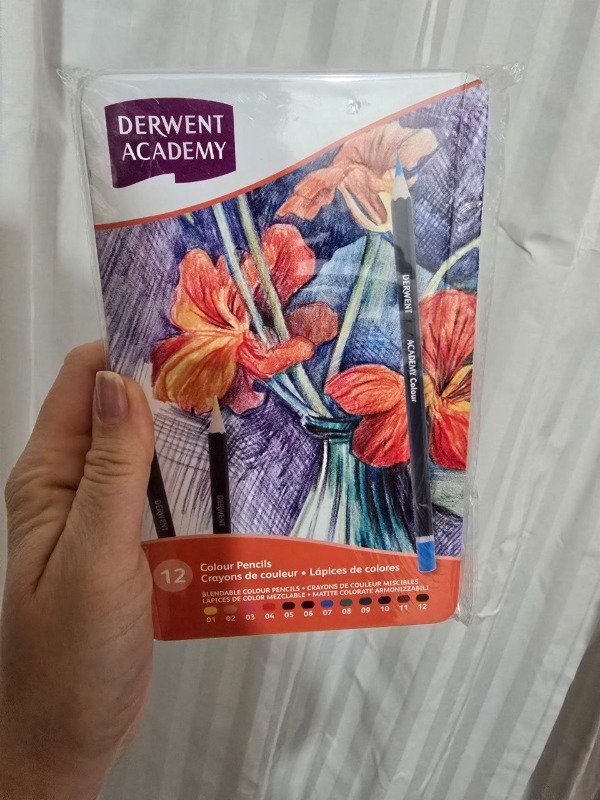 DERWENT
ACADEMY
DERWENT ACADEMY Colour
DERWENT
DERWENT
12
Colour Pencils
Crayons de couleur • Lápices de colores
BLENDABLE COLOUR PENCILS • CRAYONS DE COULEUR MISCIBLES
LÁPICES DE COLOR MEZCLABLE • MATITE COLORATE ARMONIZZABILI
01 02 03 04 05 06 07 08 09 10 11 12